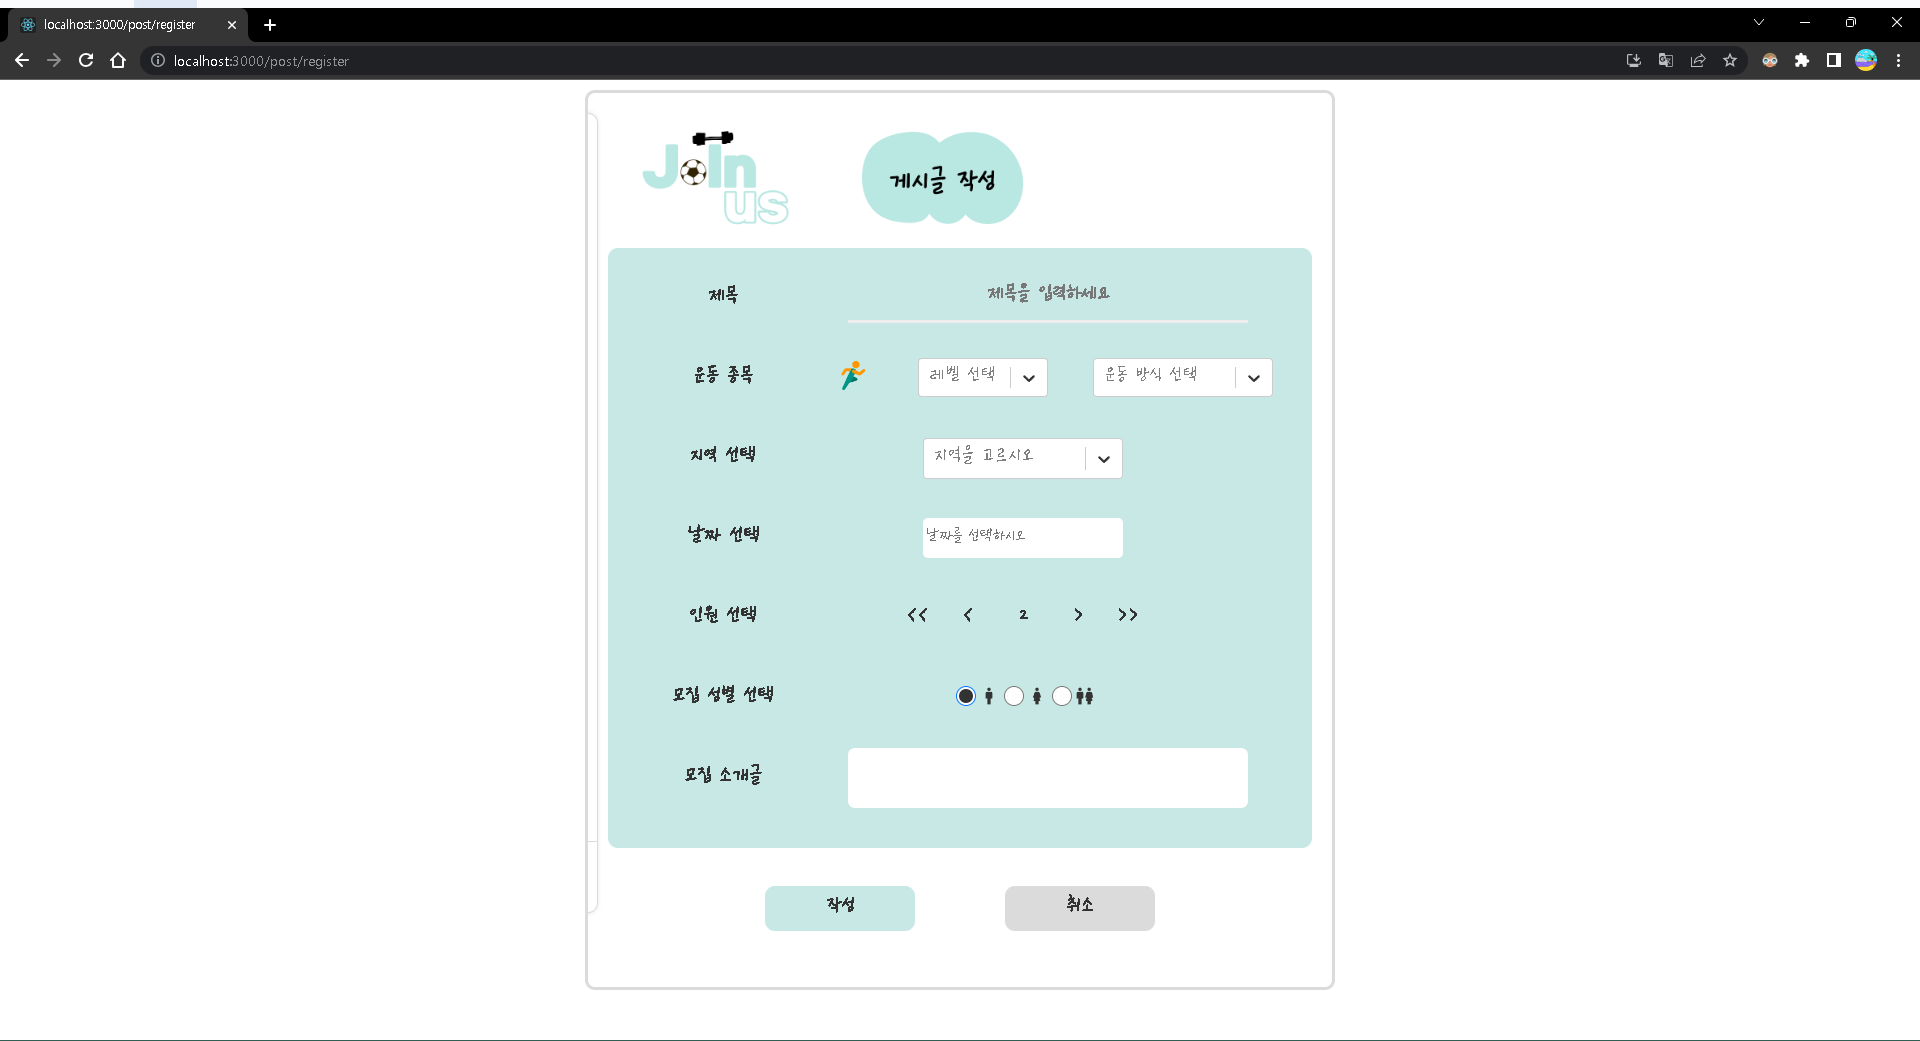 localhost:3000/post/register
localhost:3000/post/register
JoIn
us
게시글 작성
제목
제목을 입력하세요
운동 종목
레벨 선택
운동 방식 선택
지역 선택
지역을 고르시오
날짜 선택
날짜를 선택하시오
인원 선택
<< < 2 > >>
모집 성별 선택
모집 소개글
작성
취소